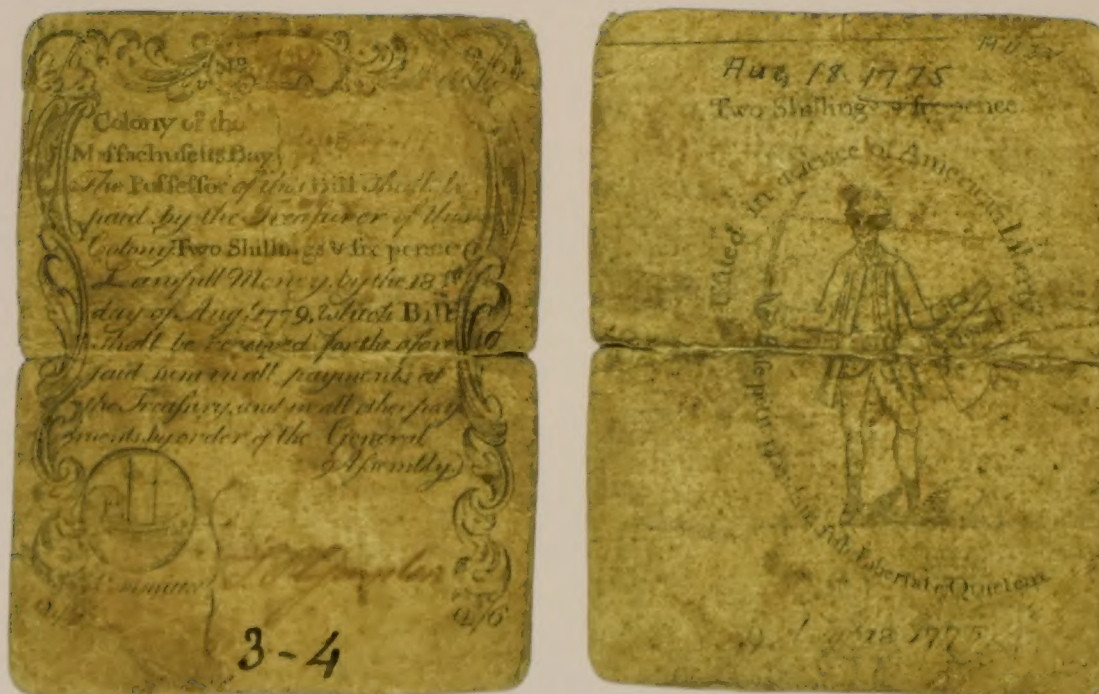 No
Colony of the
Massachusetts Bay
The Possessor of this Bill shall be
paid by the Treasurer of this
Colony Two Shillings & six pence
Lawfull Money, by the 18th
day of Aug. 1779, which Bill
Shall be received for the afore
said sum in all payments at
the Treasury, and in all other pay
ments by order of the General
Assembly
Committee
2/6
3-4
Aug 18 1775
Two Shillings & six pence
Issued in defence of American Liberty
Ense petit placidam sub Libertate Quietem
Aug 18 1775